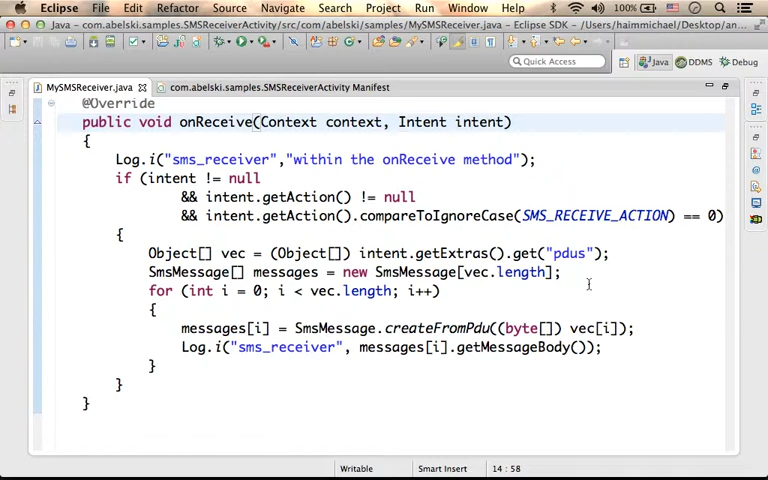 Eclipse File Edit Refactor Source Navigate Search Project Run Window Help 100%
Java - com.abelski.samples.SMSReceiverActivity/src/com/abelski/samples/MySMSReceiver.java - Eclipse SDK - /Users/haimmichael/Desktop/an...
Quick Access Java DDMS Debug
MySMSReceiver.java com.abelski.samples.SMSReceiverActivity Manifest
@Override
public void onReceive(Context context, Intent intent)
{
Log.i("sms_receiver","within the onReceive method");
if (intent != null
&& intent.getAction() != null
&& intent.getAction().compareToIgnoreCase(SMS_RECEIVE_ACTION) == 0)
{
Object[] vec = (Object[]) intent.getExtras().get("pdus");
SmsMessage[] messages = new SmsMessage[vec.length];
for (int i = 0; i < vec.length; i++)
{
messages[i] = SmsMessage.createFromPdu((byte[]) vec[i]);
Log.i("sms_receiver", messages[i].getMessageBody());
}
}
}
Writable Smart Insert 14 : 58